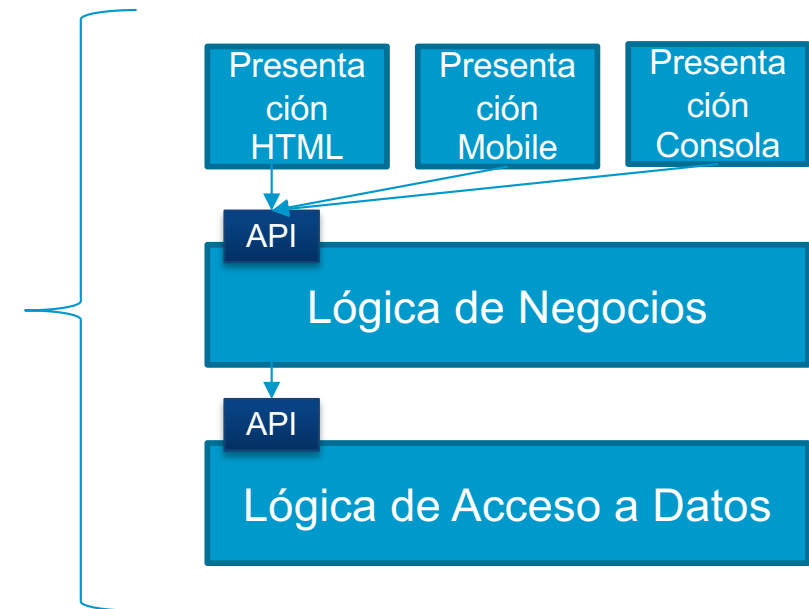 Presenta
ción
HTML
Presenta
ción
Mobile
Presenta
ción
Consola
API
Lógica de Negocios
API
Lógica de Acceso a Datos